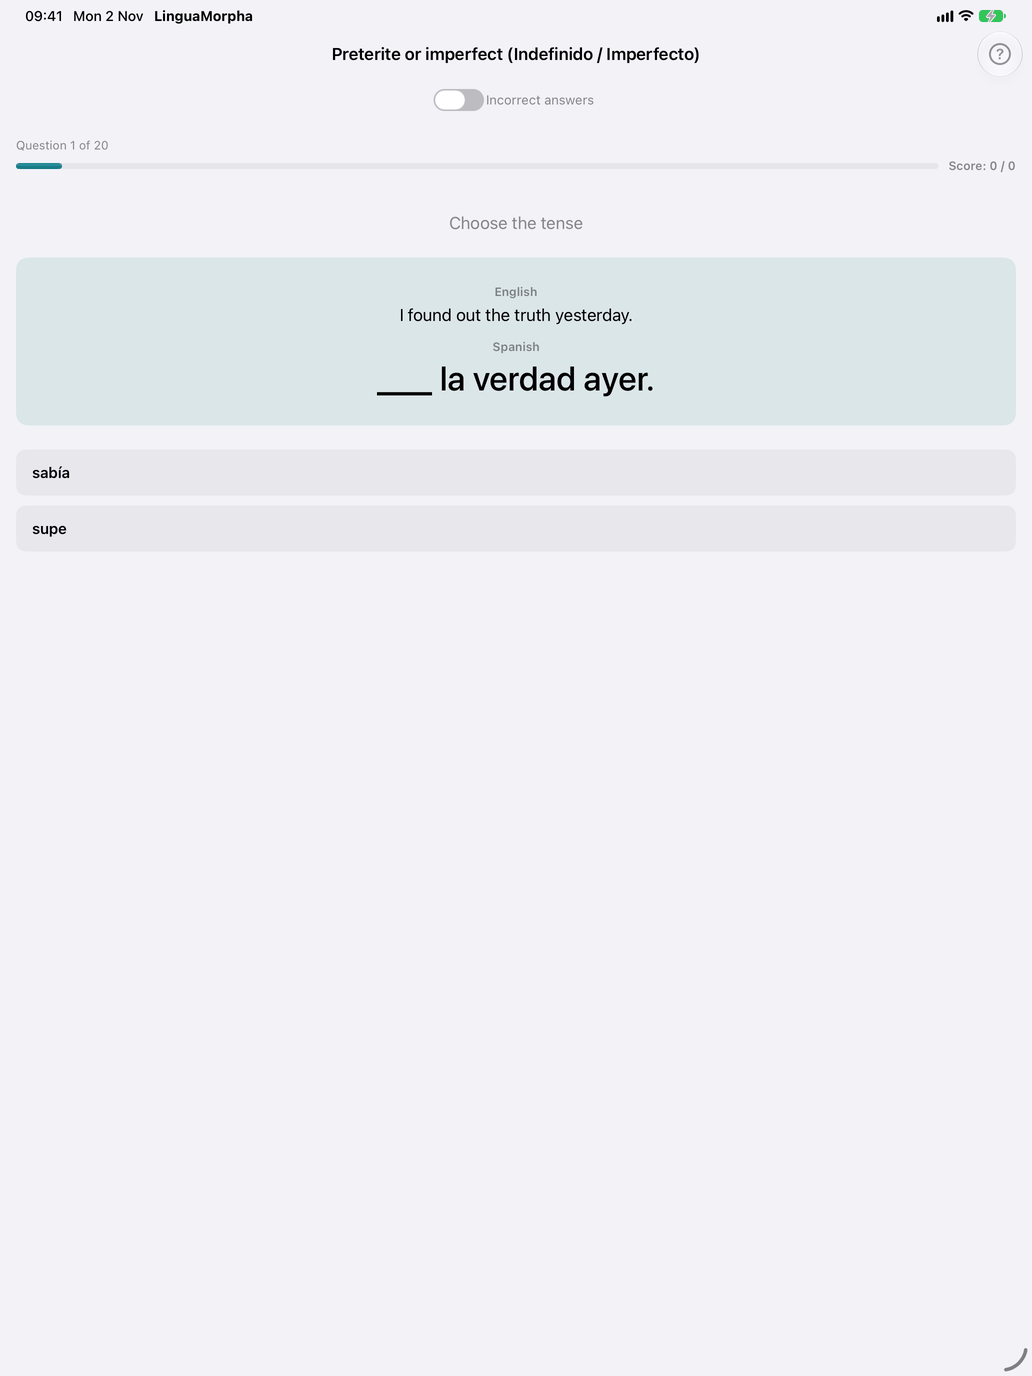 09:41 Mon 2 Nov LinguaMorpha
Preterite or imperfect (Indefinido / Imperfecto)
?
Incorrect answers
Question 1 of 20
Score: 0 / 0
Choose the tense
English
I found out the truth yesterday.
Spanish
____ la verdad ayer.
sabía
supe